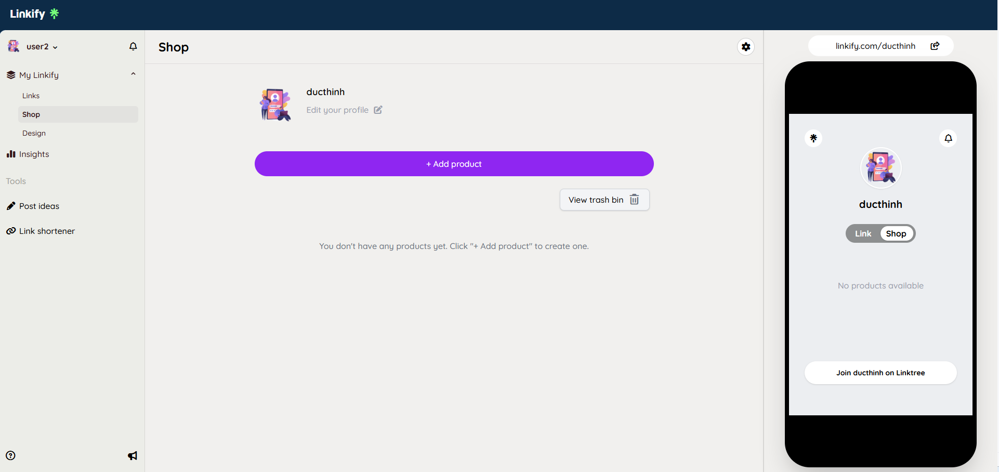 Linkify
user2
My Linkify
Links
Shop
Design
Insights
Tools
Post ideas
Link shortener
Shop
ducthinh
Edit your profile
+ Add product
View trash bin
You don't have any products yet. Click "+ Add product" to create one.
linkify.com/ducthinh
ducthinh
Link Shop
No products available
Join ducthinh on Linktree